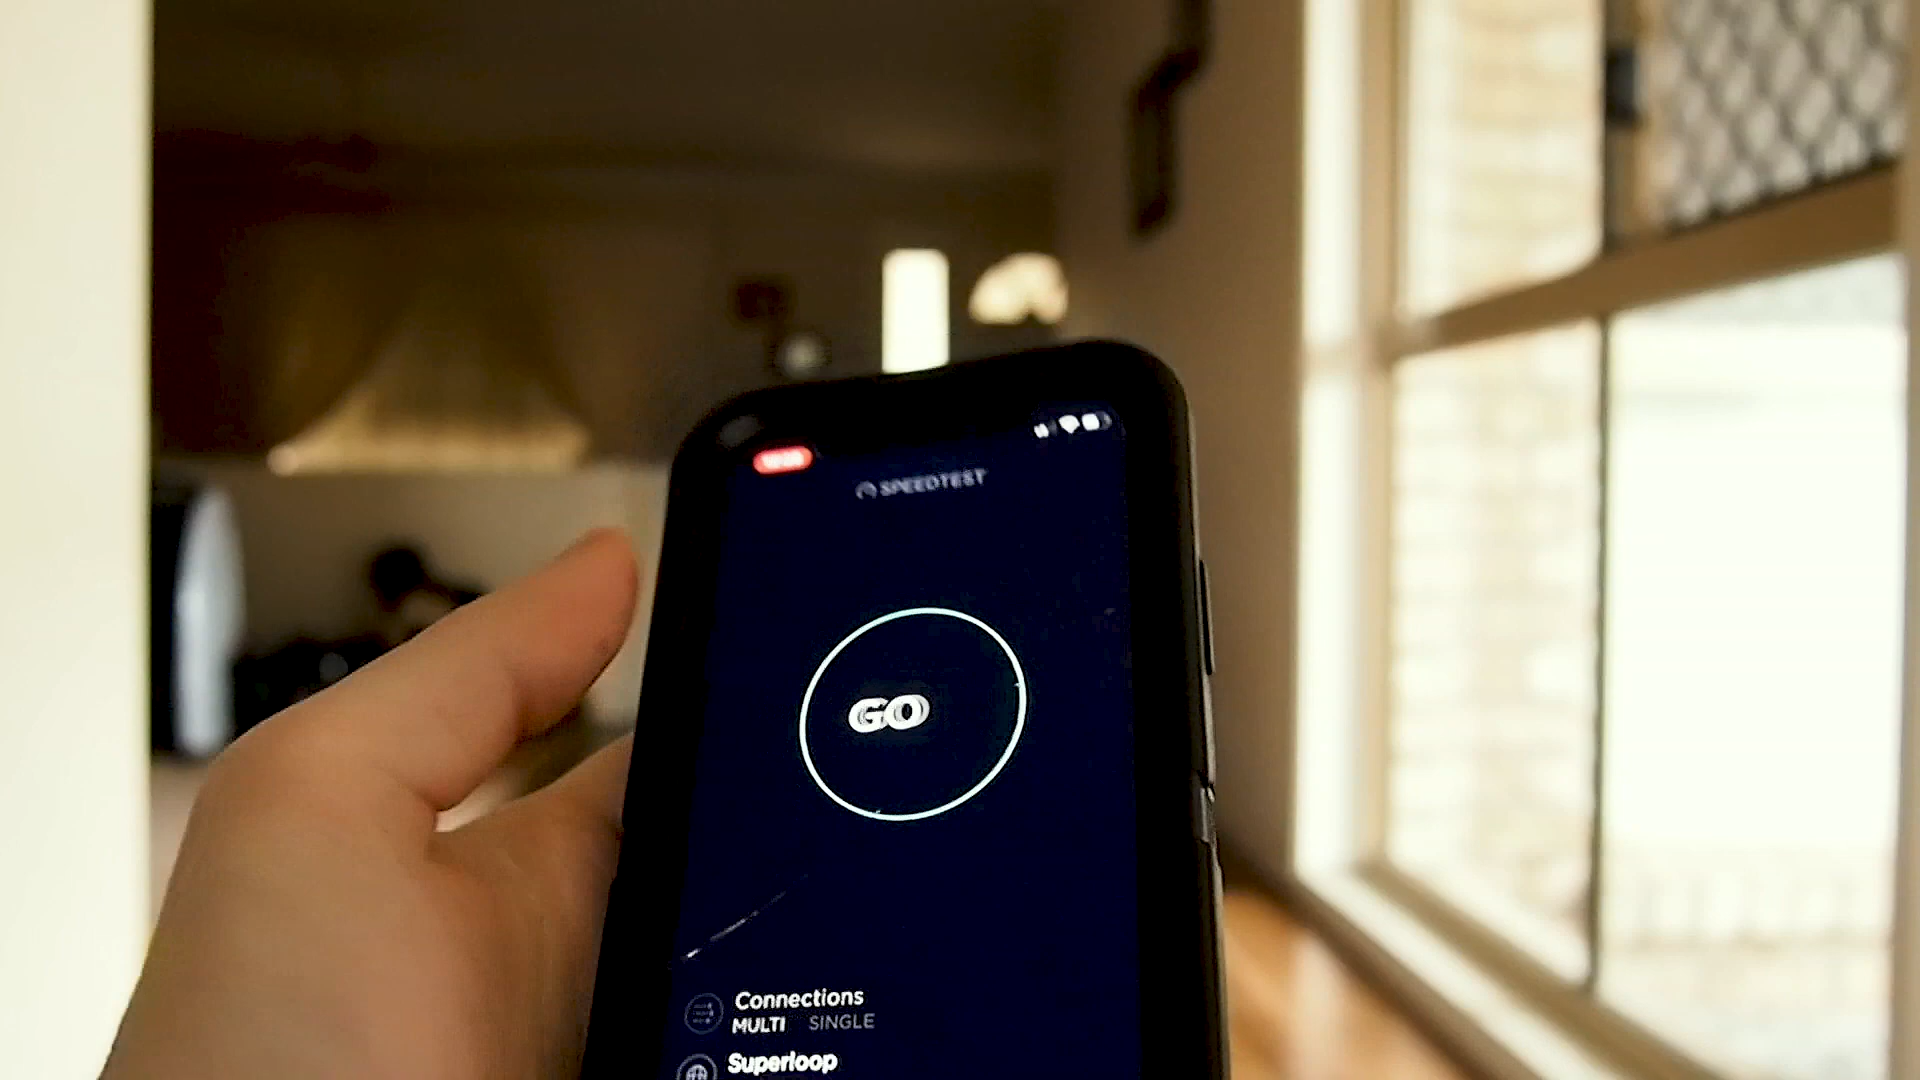 SPEEDTEST
GO
Connections
MULTI SINGLE
Superloop